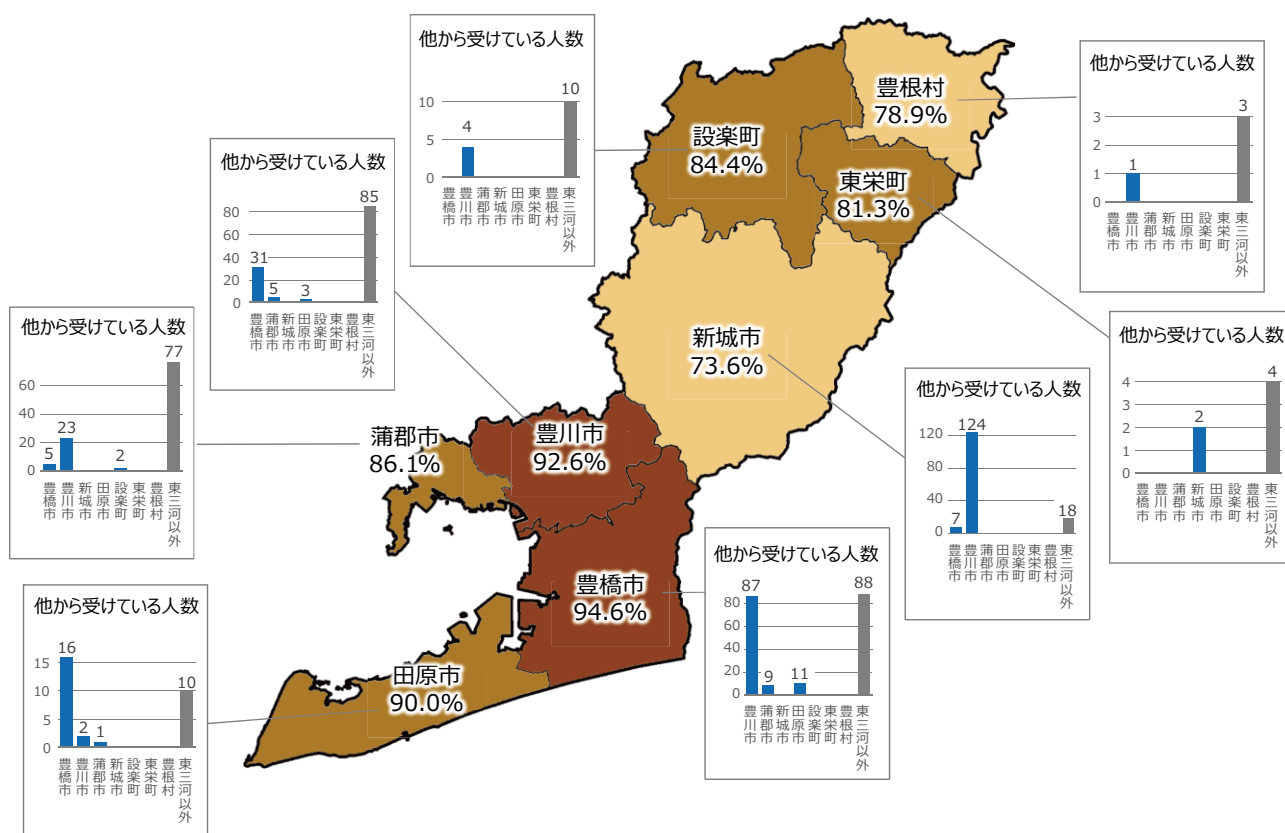 他から受けている人数
10
5
0
4
10
豊橋市
豊川市
蒲郡市
新城市
田原市
東栄町
豊根村
東三河以外
豊根村
78.9%
設楽町
84.4%
東栄町
81.3%
他から受けている人数
3
2
1
0
1
3
豊橋市
豊川市
蒲郡市
新城市
田原市
設楽町
東栄町
東三河以外
他から受けている人数
80
60
40
20
0
31
5
3
85
豊橋市
蒲郡市
新城市
田原市
設楽町
東栄町
豊根村
東三河以外
他から受けている人数
60
40
20
0
5
23
2
77
豊橋市
豊川市
新城市
田原市
設楽町
東栄町
豊根村
東三河以外
新城市
73.6%
他から受けている人数
4
3
2
1
0
2
4
豊橋市
豊川市
蒲郡市
新城市
田原市
設楽町
豊根村
東三河以外
他から受けている人数
120
80
40
0
7
124
18
豊橋市
豊川市
蒲郡市
田原市
設楽町
東栄町
豊根村
東三河以外
蒲郡市
86.1%
豊川市
92.6%
豊橋市
94.6%
他から受けている人数
80
60
40
20
0
87
9
11
88
豊川市
蒲郡市
新城市
田原市
設楽町
東栄町
豊根村
東三河以外
他から受けている人数
15
10
5
0
16
2
1
10
豊橋市
豊川市
蒲郡市
新城市
設楽町
東栄町
豊根村
東三河以外
田原市
90.0%